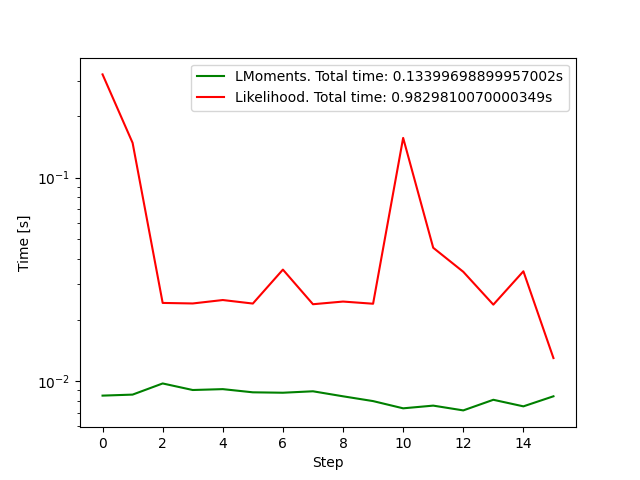 LMoments. Total time: 0.13399698899957002s
Likelihood. Total time: 0.9829810070000349s
Time [s]
10⁻¹
10⁻²
0 2 4 6 8 10 12 14
Step